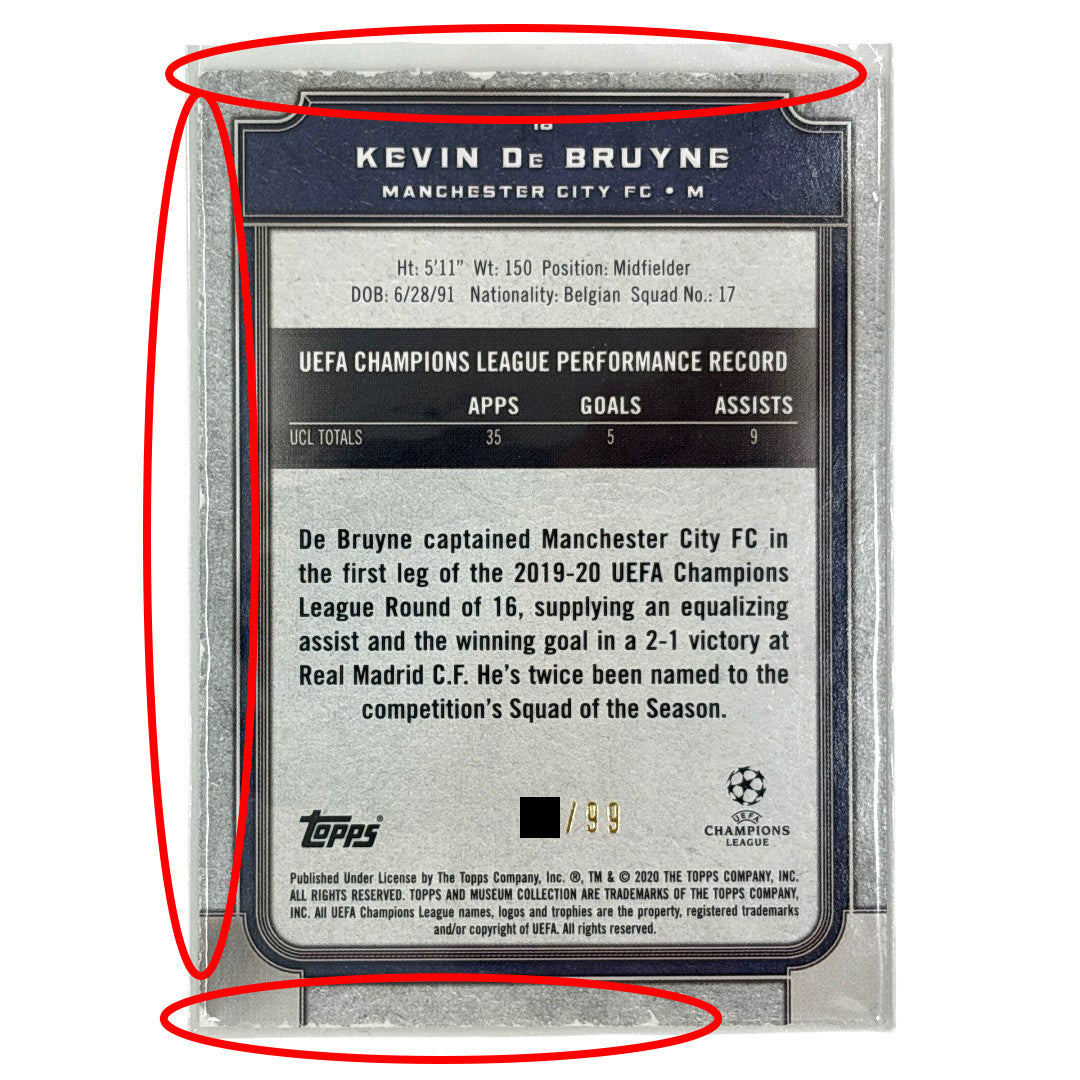 KEVIN De BRUYNE
MANCHESTER CITY FC • M
Ht: 5'11" Wt: 150 Position: Midfielder
DOB: 6/28/91 Nationality: Belgian Squad No.: 17
UEFA CHAMPIONS LEAGUE PERFORMANCE RECORD
APPS GOALS ASSISTS
UCL TOTALS 35 5 9
De Bruyne captained Manchester City FC in
the first leg of the 2019-20 UEFA Champions
League Round of 16, supplying an equalizing
assist and the winning goal in a 2-1 victory at
Real Madrid C.F. He's twice been named to the
competition's Squad of the Season.
topps®
/99
UEFA
CHAMPIONS
LEAGUE
Published Under License by The Topps Company, Inc. ®, TM & © 2020 THE TOPPS COMPANY, INC.
ALL RIGHTS RESERVED. TOPPS AND MUSEUM COLLECTION ARE TRADEMARKS OF THE TOPPS COMPANY,
INC. All UEFA Champions League names, logos and trophies are the property, registered trademarks
and/or copyright of UEFA. All rights reserved.